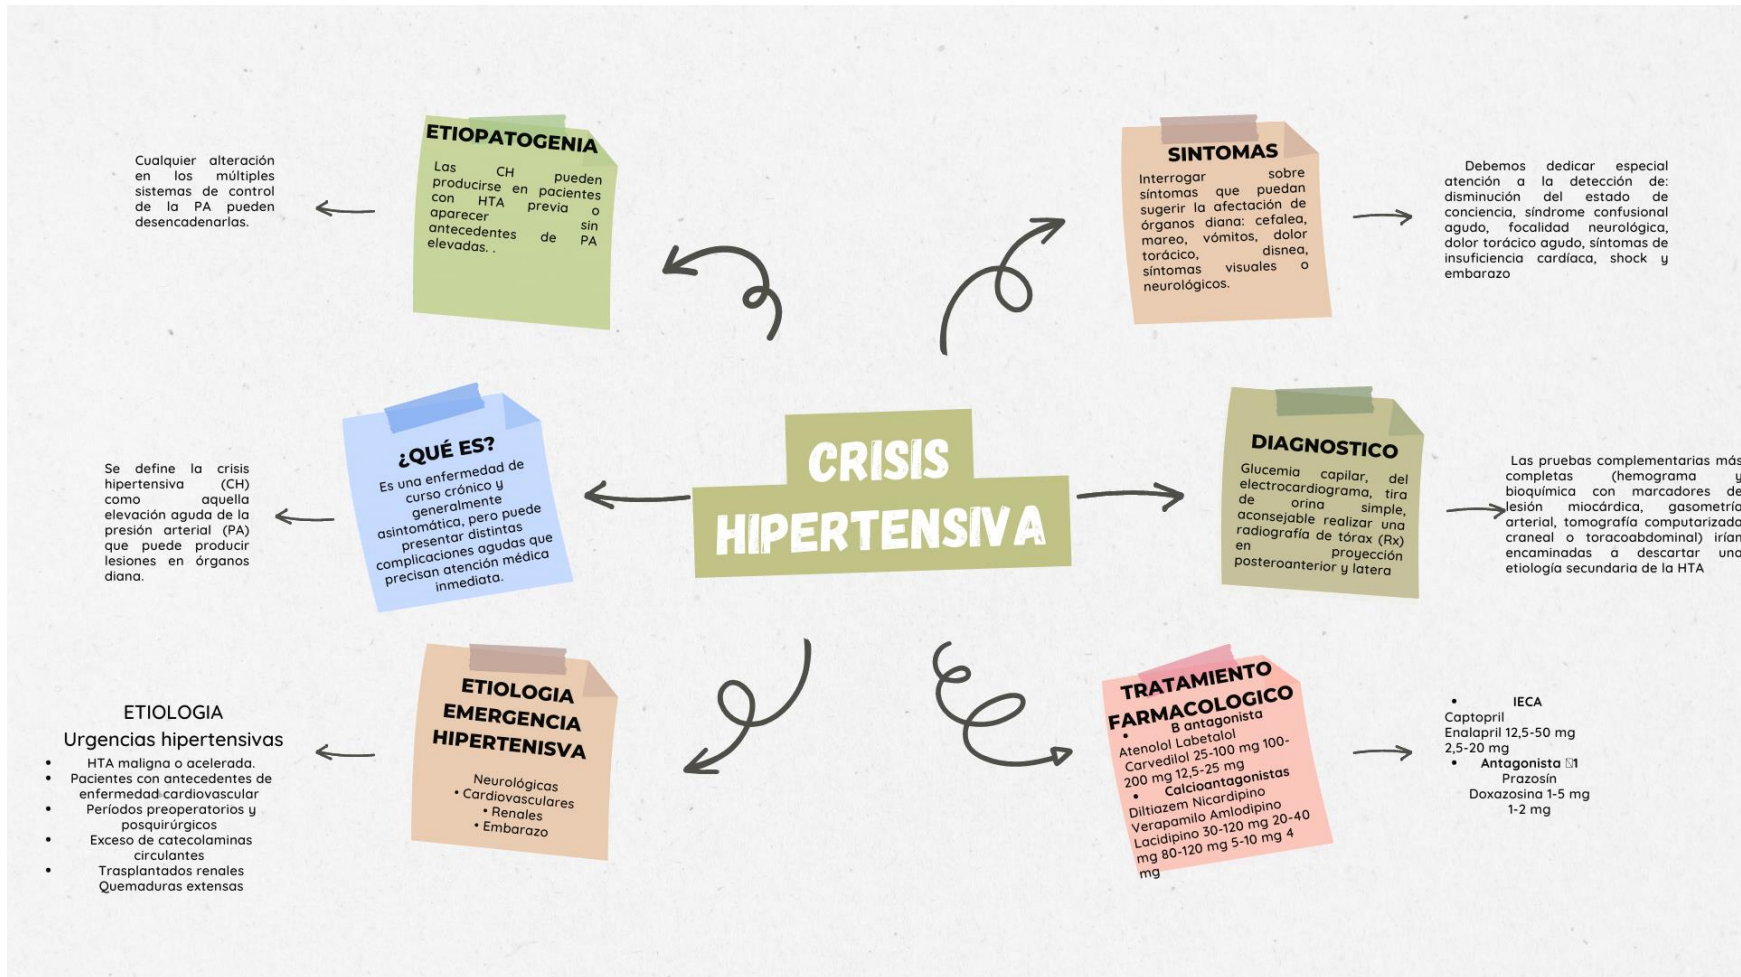 ETIOPATOGENIA
Las CH pueden
producirse en pacientes
con HTA previa o
aparecer sin
antecedentes de PA
elevadas. .
Cualquier alteración
en los múltiples
sistemas de control
de la PA pueden
desencadenarlas.
SINTOMAS
Interrogar sobre
síntomas que puedan
sugerir la afectación de
órganos diana: cefalea,
mareo, vómitos, dolor
torácico, disnea,
síntomas visuales o
neurológicos.
Debemos dedicar especial
atención a la detección de:
disminución del estado de
conciencia, síndrome confusional
agudo, focalidad neurológica,
dolor torácico agudo, síntomas de
insuficiencia cardíaca, shock y
embarazo
¿QUÉ ES?
Es una enfermedad de
curso crónico y
generalmente
asintomática, pero puede
presentar distintas
complicaciones agudas que
precisan atención médica
inmediata.
Se define la crisis
hipertensiva (CH)
como aquella
elevación aguda de la
presión arterial (PA)
que puede producir
lesiones en órganos
diana.
CRISIS
HIPERTENSIVA
DIAGNOSTICO
Glucemia capilar, del
electrocardiograma, tira
de orina simple,
aconsejable realizar una
radiografía de tórax (Rx)
en proyección
posteroanterior y latera
Las pruebas complementarias más
completas (hemograma y
bioquímica con marcadores de
lesión miocárdica, gasometría
arterial, tomografía computarizada
craneal o toracoabdominal) irían
encaminadas a descartar una
etiología secundaria de la HTA
ETIOLOGIA
EMERGENCIA
HIPERTENISVA
Neurológicas
• Cardiovasculares
• Renales
• Embarazo
ETIOLOGIA
Urgencias hipertensivas
• HTA maligna o acelerada.
• Pacientes con antecedentes de
enfermedad cardiovascular
• Períodos preoperatorios y
posquirúrgicos
• Exceso de catecolaminas
circulantes
• Trasplantados renales
Quemaduras extensas
TRATAMIENTO
FARMACOLOGICO
• B antagonista
Atenolol Labetalol
Carvedilol 25-100 mg 100-
200 mg 12,5-25 mg
• Calcioantagonistas
Diltiazem Nicardipino
Verapamilo Amlodipino
Lacidipino 30-120 mg 20-40
mg 80-120 mg 5-10 mg 4
mg
• IECA
Captopril
Enalapril 12,5-50 mg
2,5-20 mg
• Antagonista 1
Prazosín
Doxazosina 1-5 mg
1-2 mg